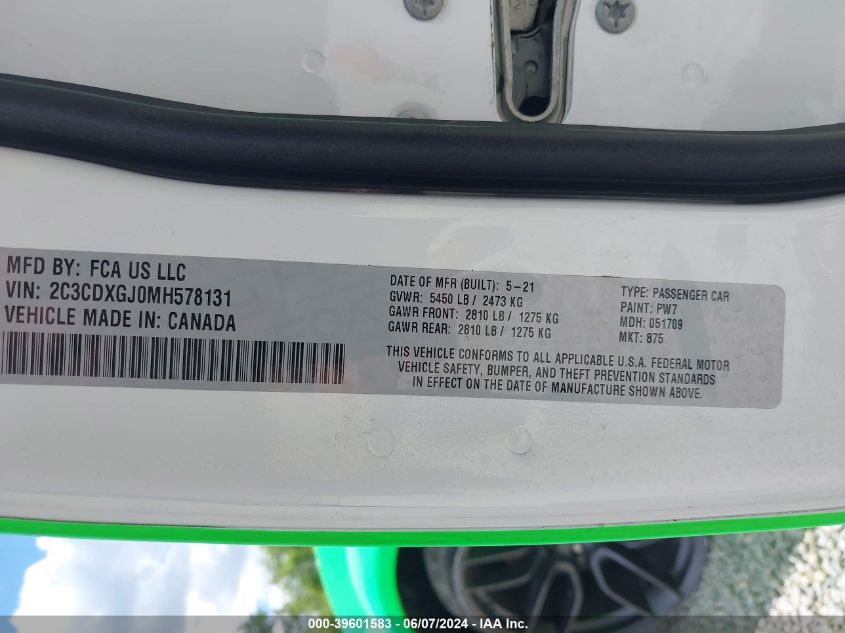 MFD BY: FCA US LLC
VIN: 2C3CDXGJ0MH578131
VEHICLE MADE IN: CANADA
DATE OF MFR (BUILT): 5-21
GVWR: 5450 LB / 2473 KG
GAWR FRONT: 2810 LB / 1275 KG
GAWR REAR: 2810 LB / 1275 KG
TYPE: PASSENGER CAR
PAINT: PW7
MDH: 051709
MKT: 875
THIS VEHICLE CONFORMS TO ALL APPLICABLE U.S.A. FEDERAL MOTOR
VEHICLE SAFETY, BUMPER, AND THEFT PREVENTION STANDARDS
IN EFFECT ON THE DATE OF MANUFACTURE SHOWN ABOVE.
000-39601583 - 06/07/2024 - IAA Inc.